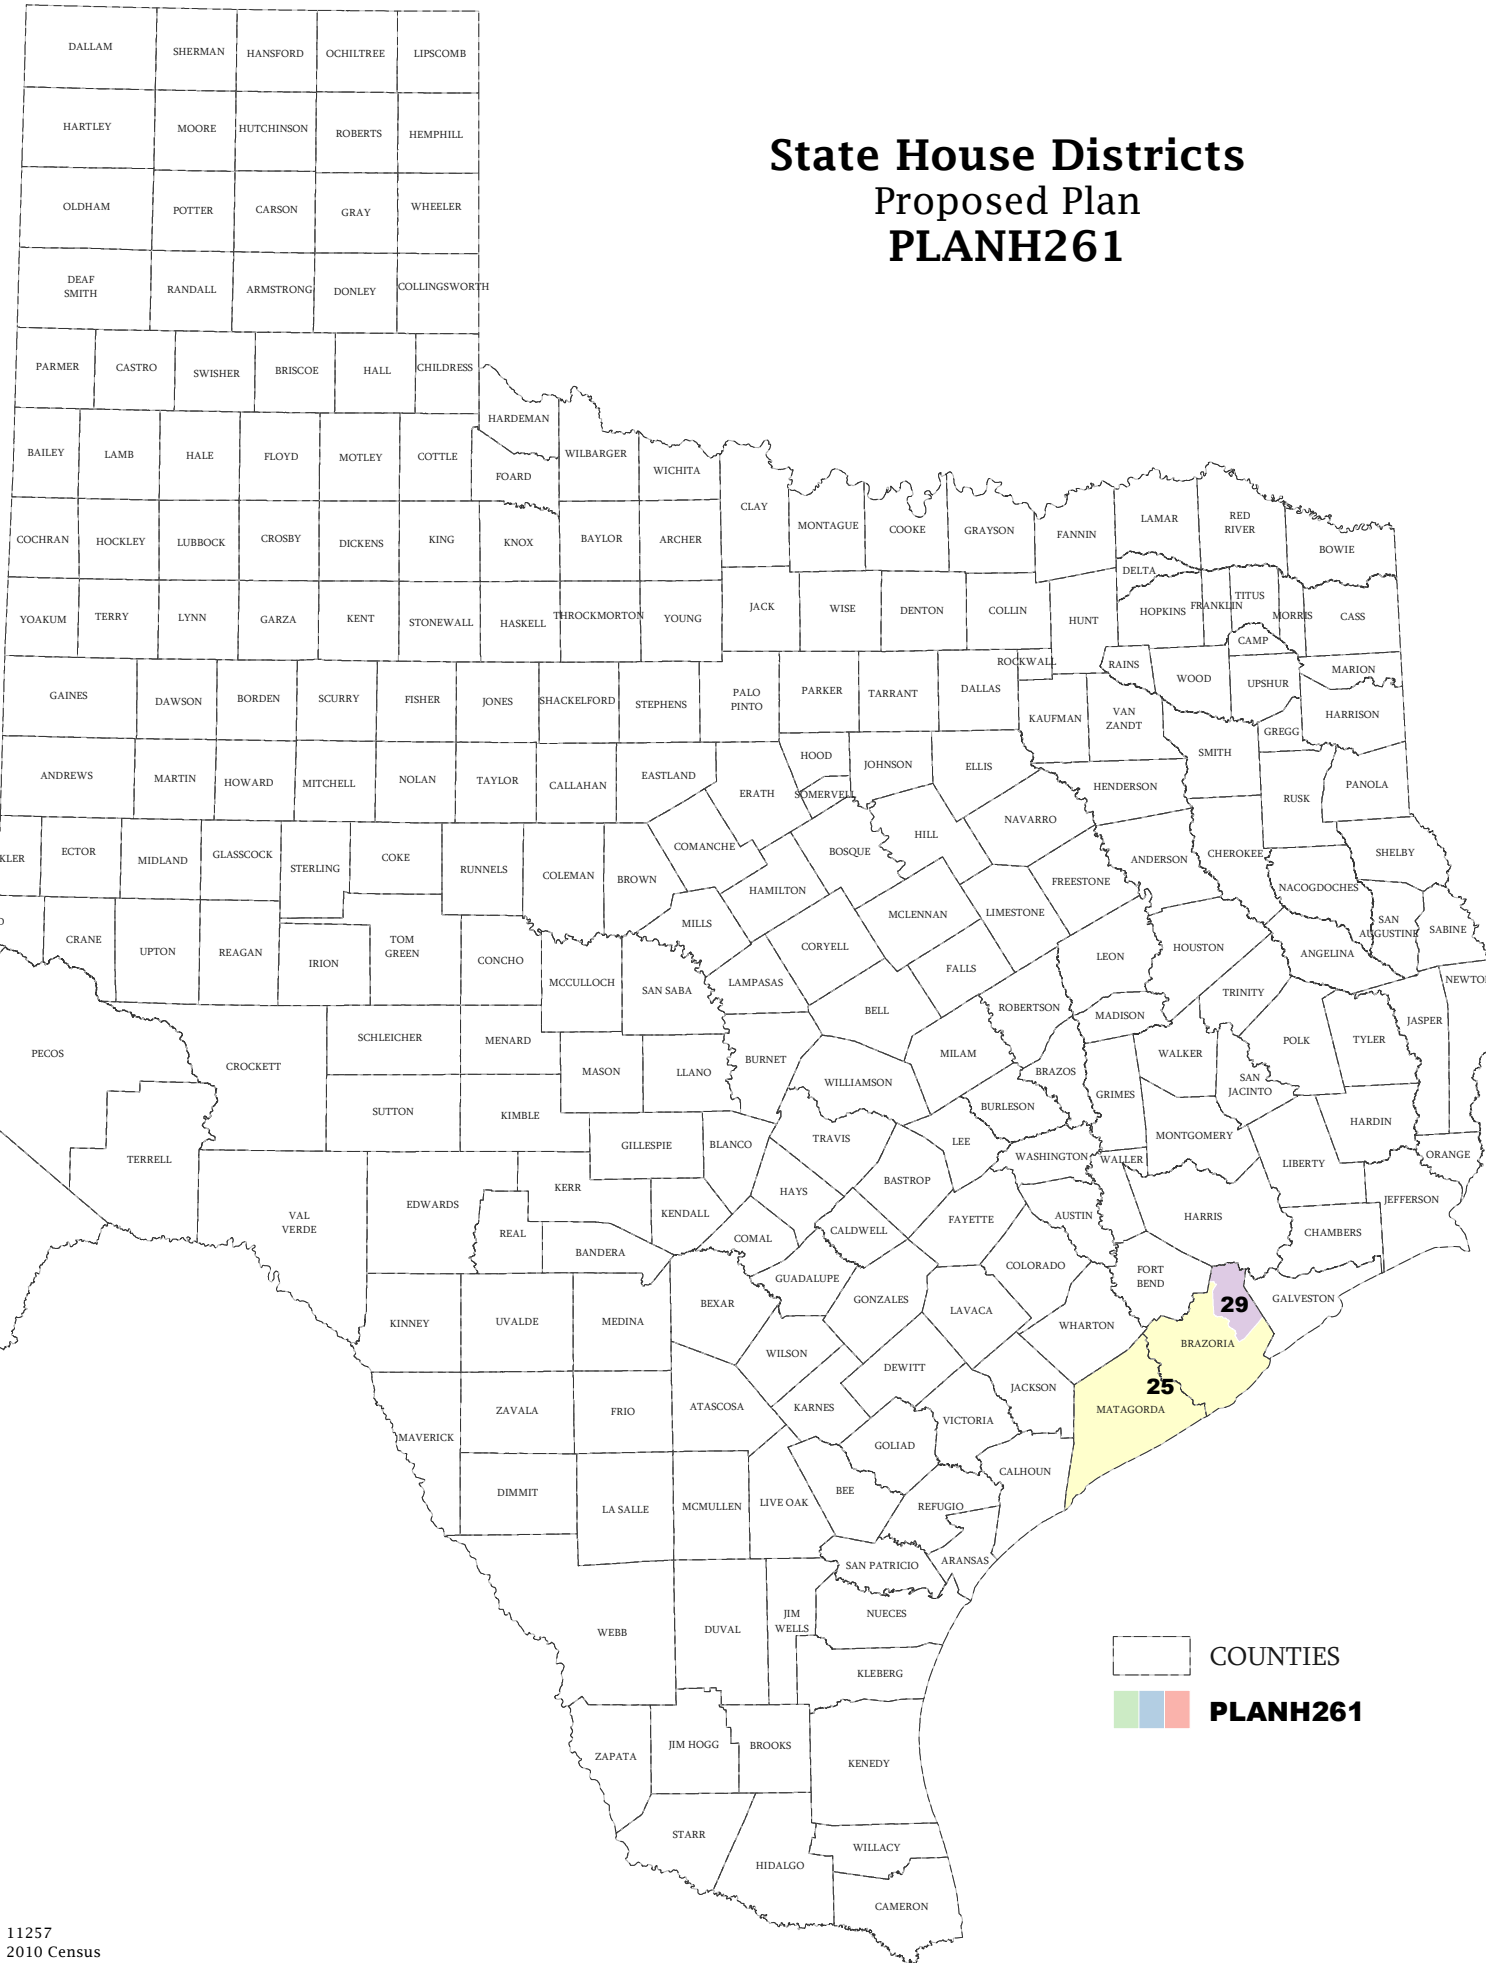 State House Districts
Proposed Plan
PLANH261
DALLAM
SHERMAN
HANSFORD
OCHILTREE
LIPSCOMB
HARTLEY
MOORE
HUTCHINSON
ROBERTS
HEMPHILL
OLDHAM
POTTER
CARSON
GRAY
WHEELER
DEAF
SMITH
RANDALL
ARMSTRONG
DONLEY
COLLINGSWORTH
PARMER
CASTRO
SWISHER
BRISCOE
HALL
CHILDRESS
HARDEMAN
BAILEY
LAMB
HALE
FLOYD
MOTLEY
COTTLE
FOARD
WILBARGER
WICHITA
CLAY
MONTAGUE
COOKE
GRAYSON
FANNIN
LAMAR
RED
RIVER
BOWIE
COCHRAN
HOCKLEY
LUBBOCK
CROSBY
DICKENS
KING
KNOX
BAYLOR
ARCHER
DELTA
YOAKUM
TERRY
LYNN
GARZA
KENT
STONEWALL
HASKELL
THROCKMORTON
YOUNG
JACK
WISE
DENTON
COLLIN
HUNT
HOPKINS
FRANKLIN
TITUS
MORRIS
CASS
CAMP
GAINES
DAWSON
BORDEN
SCURRY
FISHER
JONES
SHACKELFORD
STEPHENS
PALO
PINTO
PARKER
TARRANT
DALLAS
ROCKWALL
RAINS
WOOD
UPSHUR
MARION
KAUFMAN
VAN
ZANDT
GREGG
HARRISON
ANDREWS
MARTIN
HOWARD
MITCHELL
NOLAN
TAYLOR
CALLAHAN
EASTLAND
ERATH
HOOD
SOMERVELL
JOHNSON
ELLIS
HENDERSON
SMITH
RUSK
PANOLA
KLER
ECTOR
MIDLAND
GLASSCOCK
STERLING
COKE
RUNNELS
COLEMAN
BROWN
COMANCHE
HAMILTON
BOSQUE
HILL
NAVARRO
ANDERSON
CHEROKEE
SHELBY
FREESTONE
NACOGDOCHES
O
CRANE
UPTON
REAGAN
IRION
TOM
GREEN
CONCHO
MCCULLOCH
SAN SABA
MILLS
LAMPASAS
CORYELL
MCLENNAN
LIMESTONE
FALLS
LEON
HOUSTON
ANGELINA
SAN
AUGUSTINE
SABINE
NEWTO
PECOS
CROCKETT
SCHLEICHER
MENARD
MASON
LLANO
BURNET
BELL
MILAM
ROBERTSON
MADISON
TRINITY
POLK
TYLER
JASPER
WALKER
SAN
JACINTO
SUTTON
KIMBLE
WILLIAMSON
BURLESON
BRAZOS
GRIMES
HARDIN
TERRELL
GILLESPIE
BLANCO
TRAVIS
LEE
WASHINGTON
WALLER
MONTGOMERY
LIBERTY
ORANGE
JEFFERSON
VAL
VERDE
EDWARDS
KERR
REAL
BANDERA
KENDALL
HAYS
COMAL
BASTROP
CALDWELL
FAYETTE
AUSTIN
HARRIS
CHAMBERS
KINNEY
UVALDE
MEDINA
BEXAR
GUADALUPE
GONZALES
LAVACA
COLORADO
FORT
BEND
GALVESTON
29
WHARTON
BRAZORIA
WILSON
DEWITT
JACKSON
25
MATAGORDA
MAVERICK
ZAVALA
FRIO
ATASCOSA
KARNES
VICTORIA
GOLIAD
CALHOUN
DIMMIT
LA SALLE
MCMULLEN
LIVE OAK
BEE
REFUGIO
ARANSAS
SAN PATRICIO
WEBB
DUVAL
JIM
WELLS
NUECES
KLEBERG
ZAPATA
JIM HOGG
BROOKS
KENEDY
STARR
HIDALGO
WILLACY
CAMERON
COUNTIES
PLANH261
11257
2010 Census